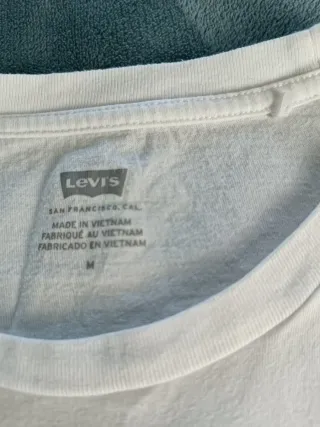 Levi's
SAN FRANCISCO, CAL.
MADE IN VIETNAM
FABRIQUÉ AU VIETNAM
FABRICADO EN VIETNAM
M